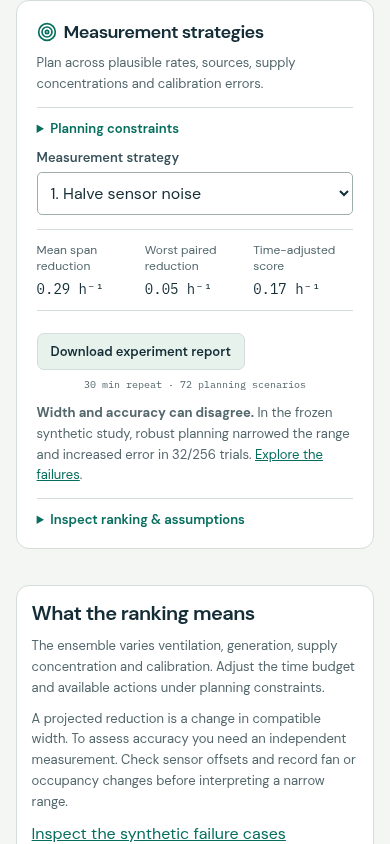 Measurement strategies
Plan across plausible rates, sources, supply
concentrations and calibration errors.
Planning constraints
Measurement strategy
1. Halve sensor noise
Mean span
reduction
0.29 h⁻¹
Worst paired
reduction
0.05 h⁻¹
Time-adjusted
score
0.17 h⁻¹
Download experiment report
30 min repeat · 72 planning scenarios
Width and accuracy can disagree. In the frozen
synthetic study, robust planning narrowed the range
and increased error in 32/256 trials. Explore the
failures.
Inspect ranking & assumptions
What the ranking means
The ensemble varies ventilation, generation, supply
concentration and calibration. Adjust the time budget
and available actions under planning constraints.
A projected reduction is a change in compatible
width. To assess accuracy you need an independent
measurement. Check sensor offsets and record fan or
occupancy changes before interpreting a narrow
range.
Inspect the synthetic failure cases